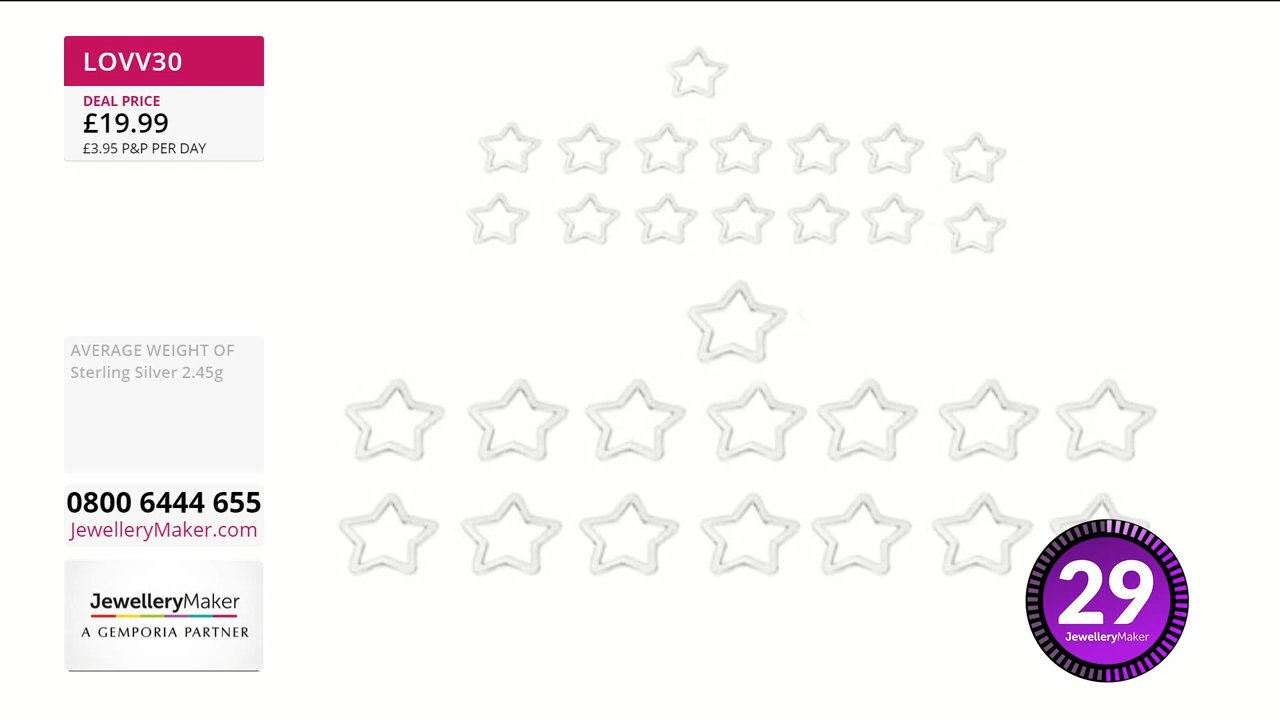 LOVV30
DEAL PRICE
£19.99
£3.95 P&P PER DAY
AVERAGE WEIGHT OF
Sterling Silver 2.45g
0800 6444 655
JewelleryMaker.com
JewelleryMaker
A GEMPORIA PARTNER
29
JewelleryMaker